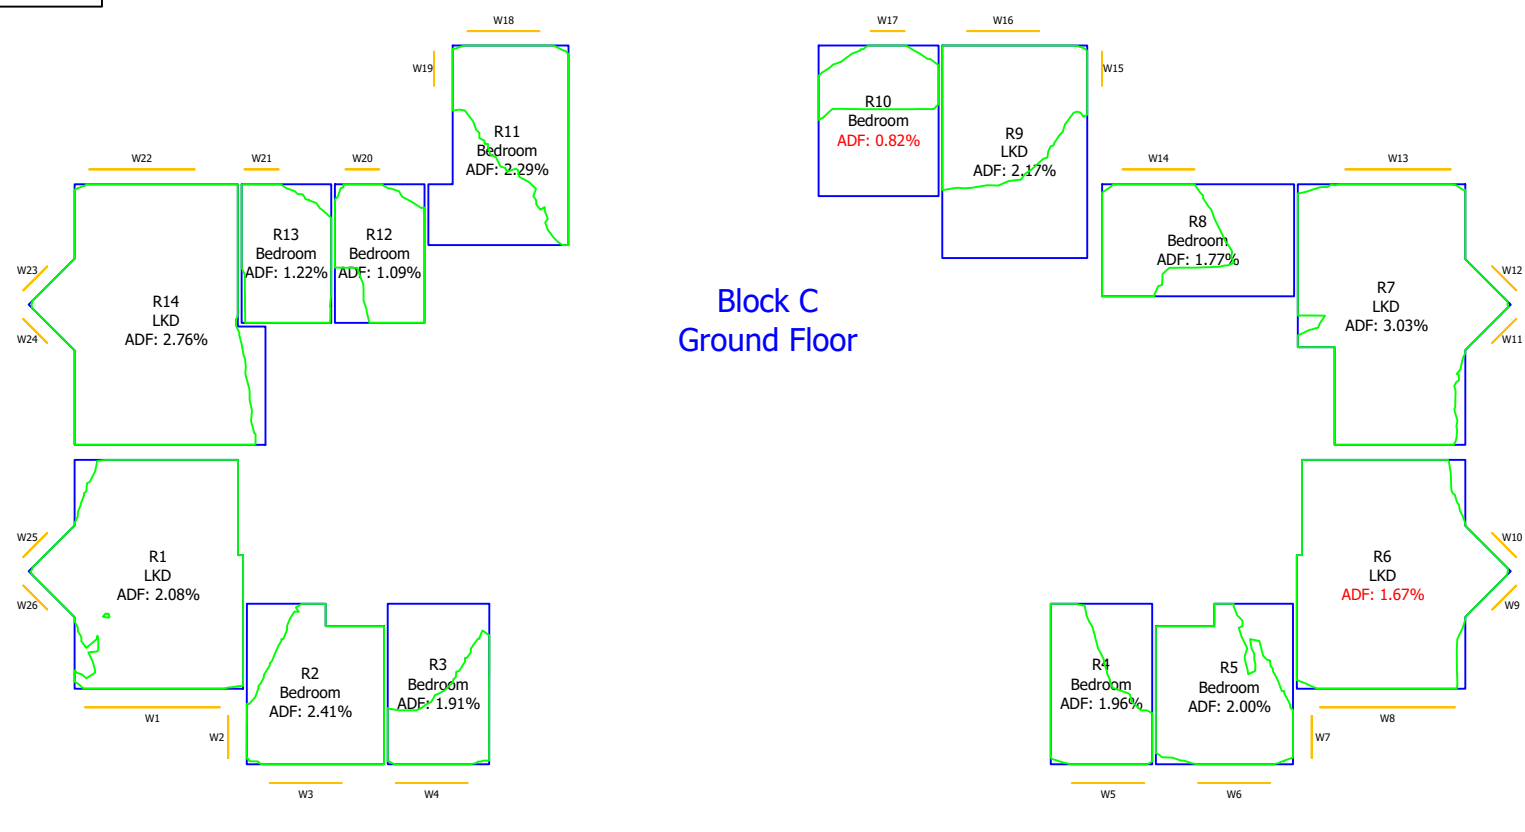 W18
W17
W16
W19
W15
R11
Bedroom
ADF: 2.29%
R10
Bedroom
ADF: 0.82%
R9
LKD
ADF: 2.17%
W22
W21
W20
W14
W13
R13
Bedroom
ADF: 1.22%
R12
Bedroom
ADF: 1.09%
R8
Bedroom
ADF: 1.77%
W23
R14
LKD
ADF: 2.76%
W24
Block C
Ground Floor
R7
LKD
ADF: 3.03%
W12
W11
W25
R1
LKD
ADF: 2.08%
W26
R6
LKD
ADF: 1.67%
W10
W9
R2
Bedroom
ADF: 2.41%
R3
Bedroom
ADF: 1.91%
R4
Bedroom
ADF: 1.96%
R5
Bedroom
ADF: 2.00%
W1
W2
W8
W7
W3
W4
W5
W6